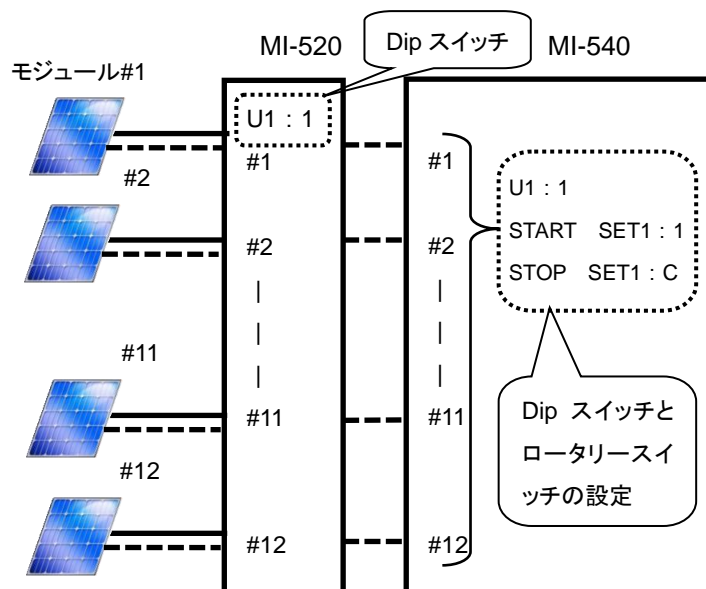 MI-520
Dip スイッチ
MI-540
モジュール#1
U1：1
#1
#1
#2
U1：1
START SET1：1
STOP SET1：C
#2
#2
｜
｜
｜
｜
｜
｜
#11
#11
#11
Dip スイッチと
ロータリースイ
ッチの設定
#12
#12
#12